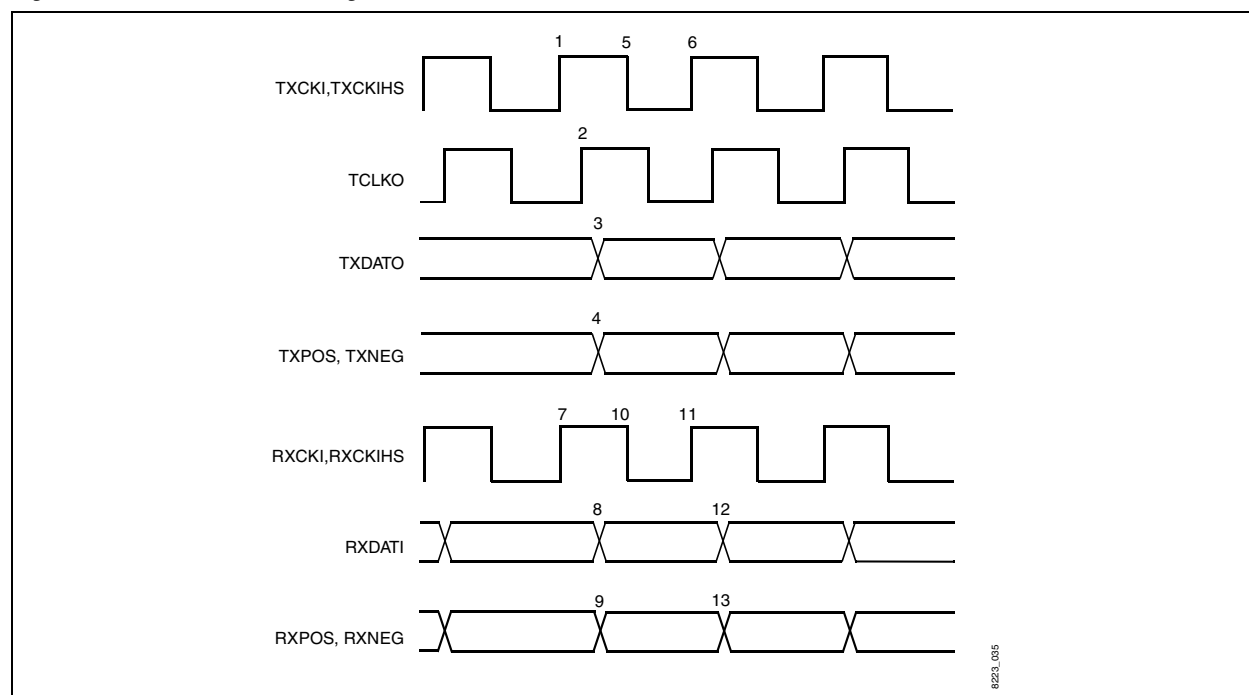 1 5 6
TXCKI,TXCKIHS
2
TCLKO
3
TXDATO
4
TXPOS, TXNEG
7 10 11
RXCKI,RXCKIHS
8 12
RXDATI
9 13
RXPOS, RXNEG
8223_035